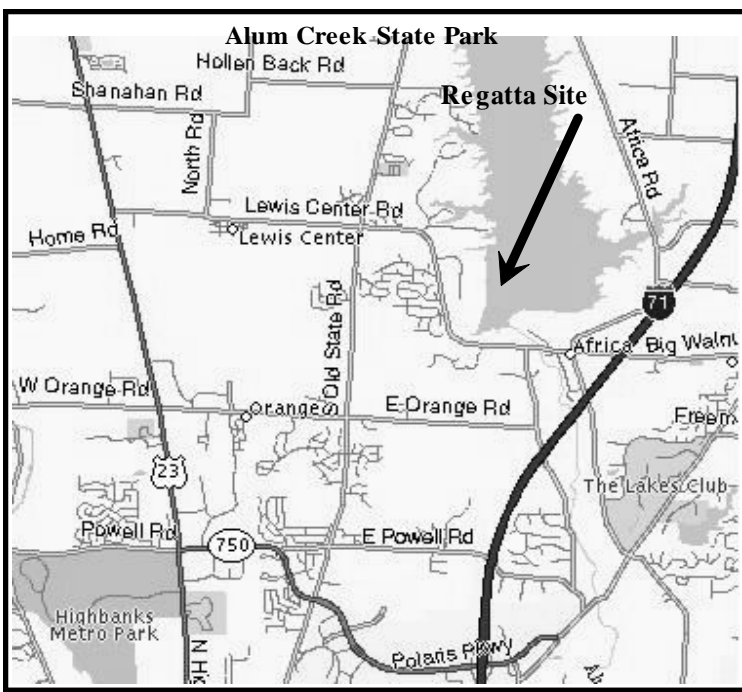 Alum Creek State Park
Hollen Back Rd
Shanahan Rd
Regatta Site
North Rd
Africa Rd
Lewis Center Rd
Home Rd
Lewis Center
71
S Old State Rd
Africa
Big Walnu
W Orange Rd
Orange
E Orange Rd
Freem
23
The Lakes Club
Powell Rd
750
E Powell Rd
Highbanks
Metro Park
N Hig
Polaris Pkwy